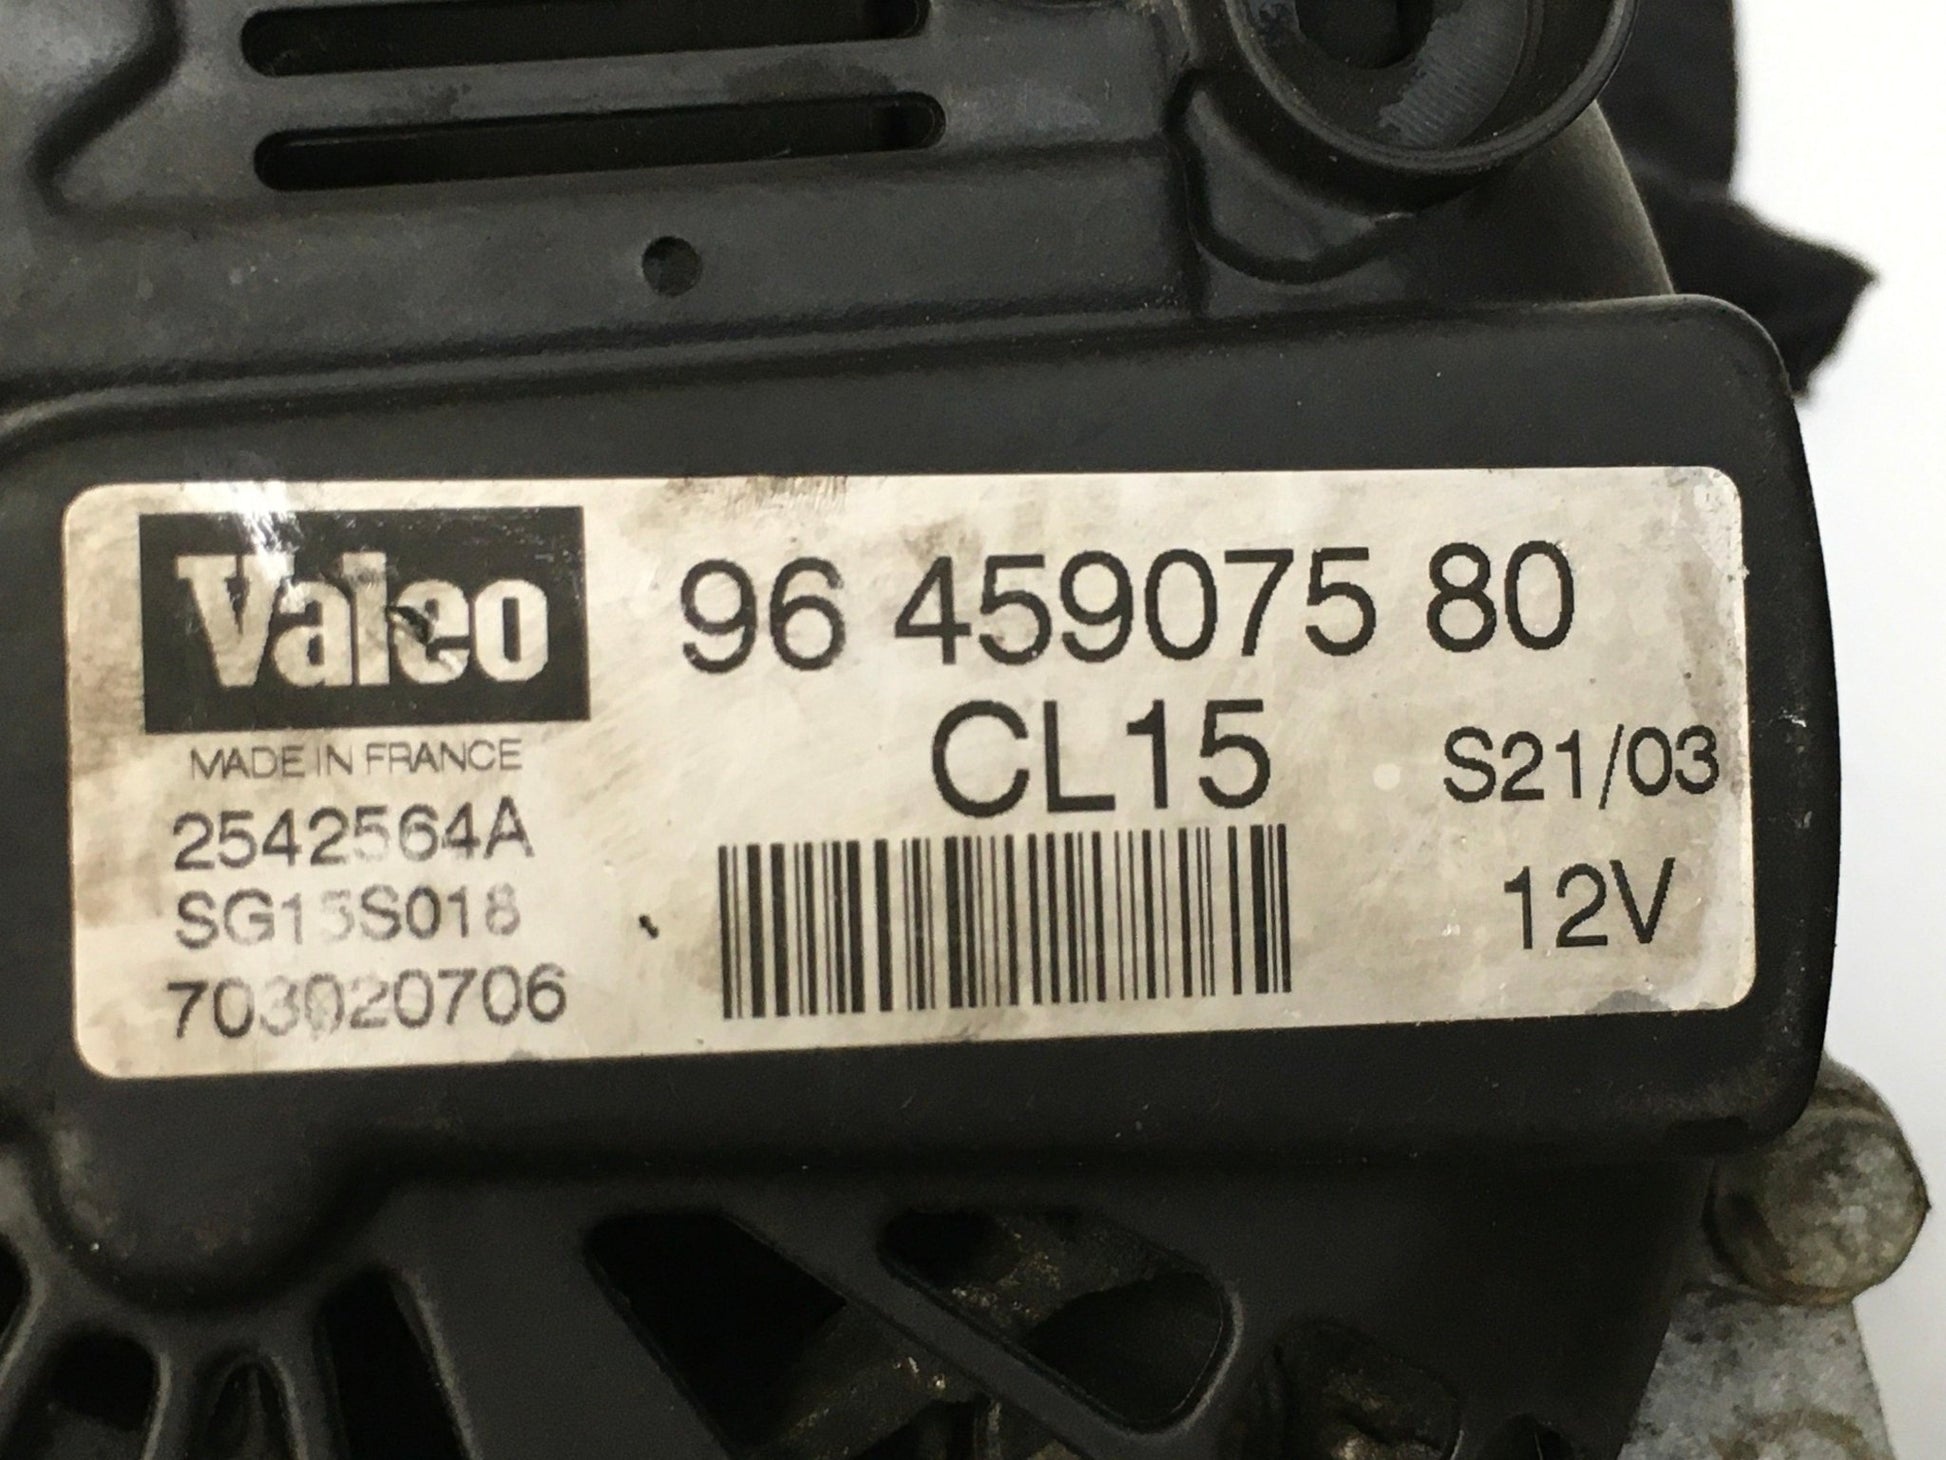 Valeo
96 459075 80
CL15
S21/03
MADE IN FRANCE
2542564A
SG15S018
12V
703020706